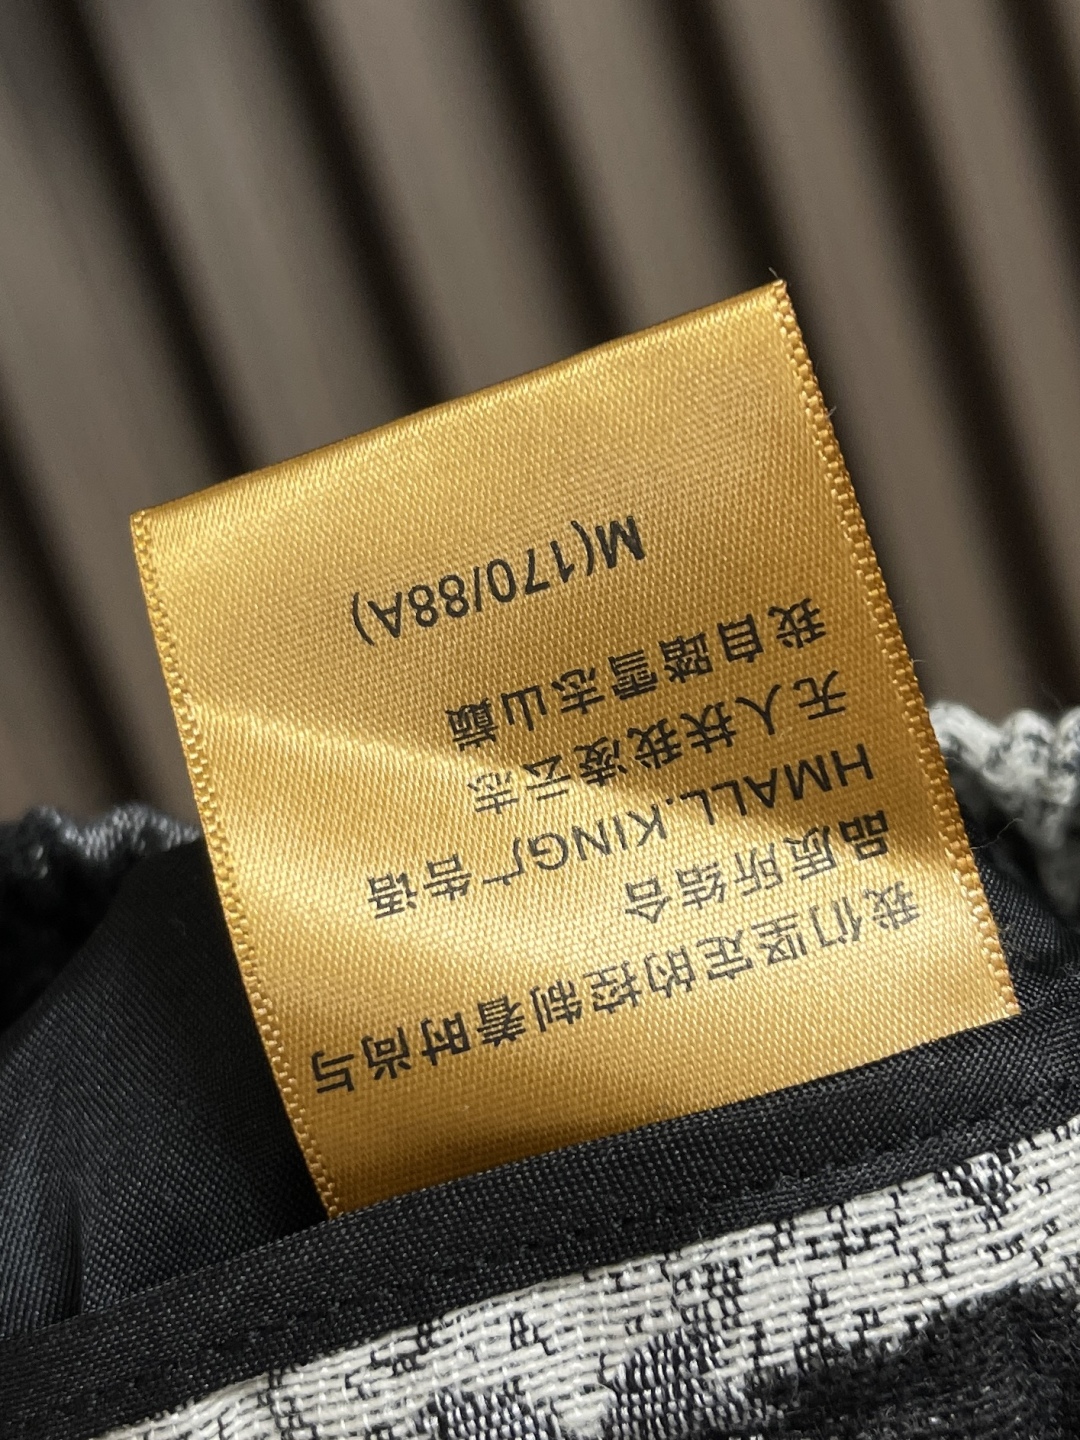 我们坚定的控制着时尚与
品质所结合
HMALL.KING广告语
无人扶我凌云志
我自踏雪志山巅
M(170/88A)